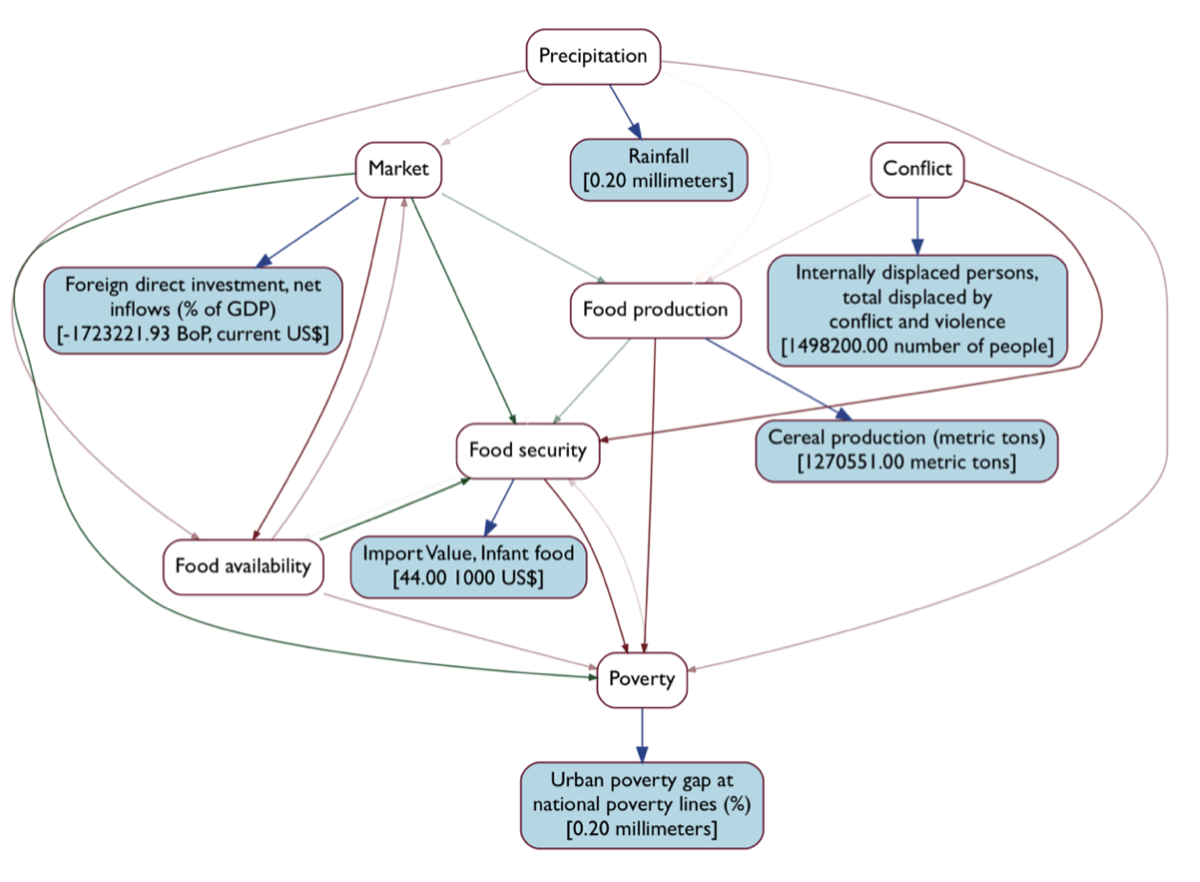 Precipitation
Market
Rainfall
[0.20 millimeters]
Conflict
Foreign direct investment, net
inflows (% of GDP)
[-1723221.93 BoP, current US$]
Food production
Internally displaced persons,
total displaced by
conflict and violence
[1498200.00 number of people]
Food security
Cereal production (metric tons)
[1270551.00 metric tons]
Food availability
Import Value, Infant food
[44.00 1000 US$]
Poverty
Urban poverty gap at
national poverty lines (%)
[0.20 millimeters]